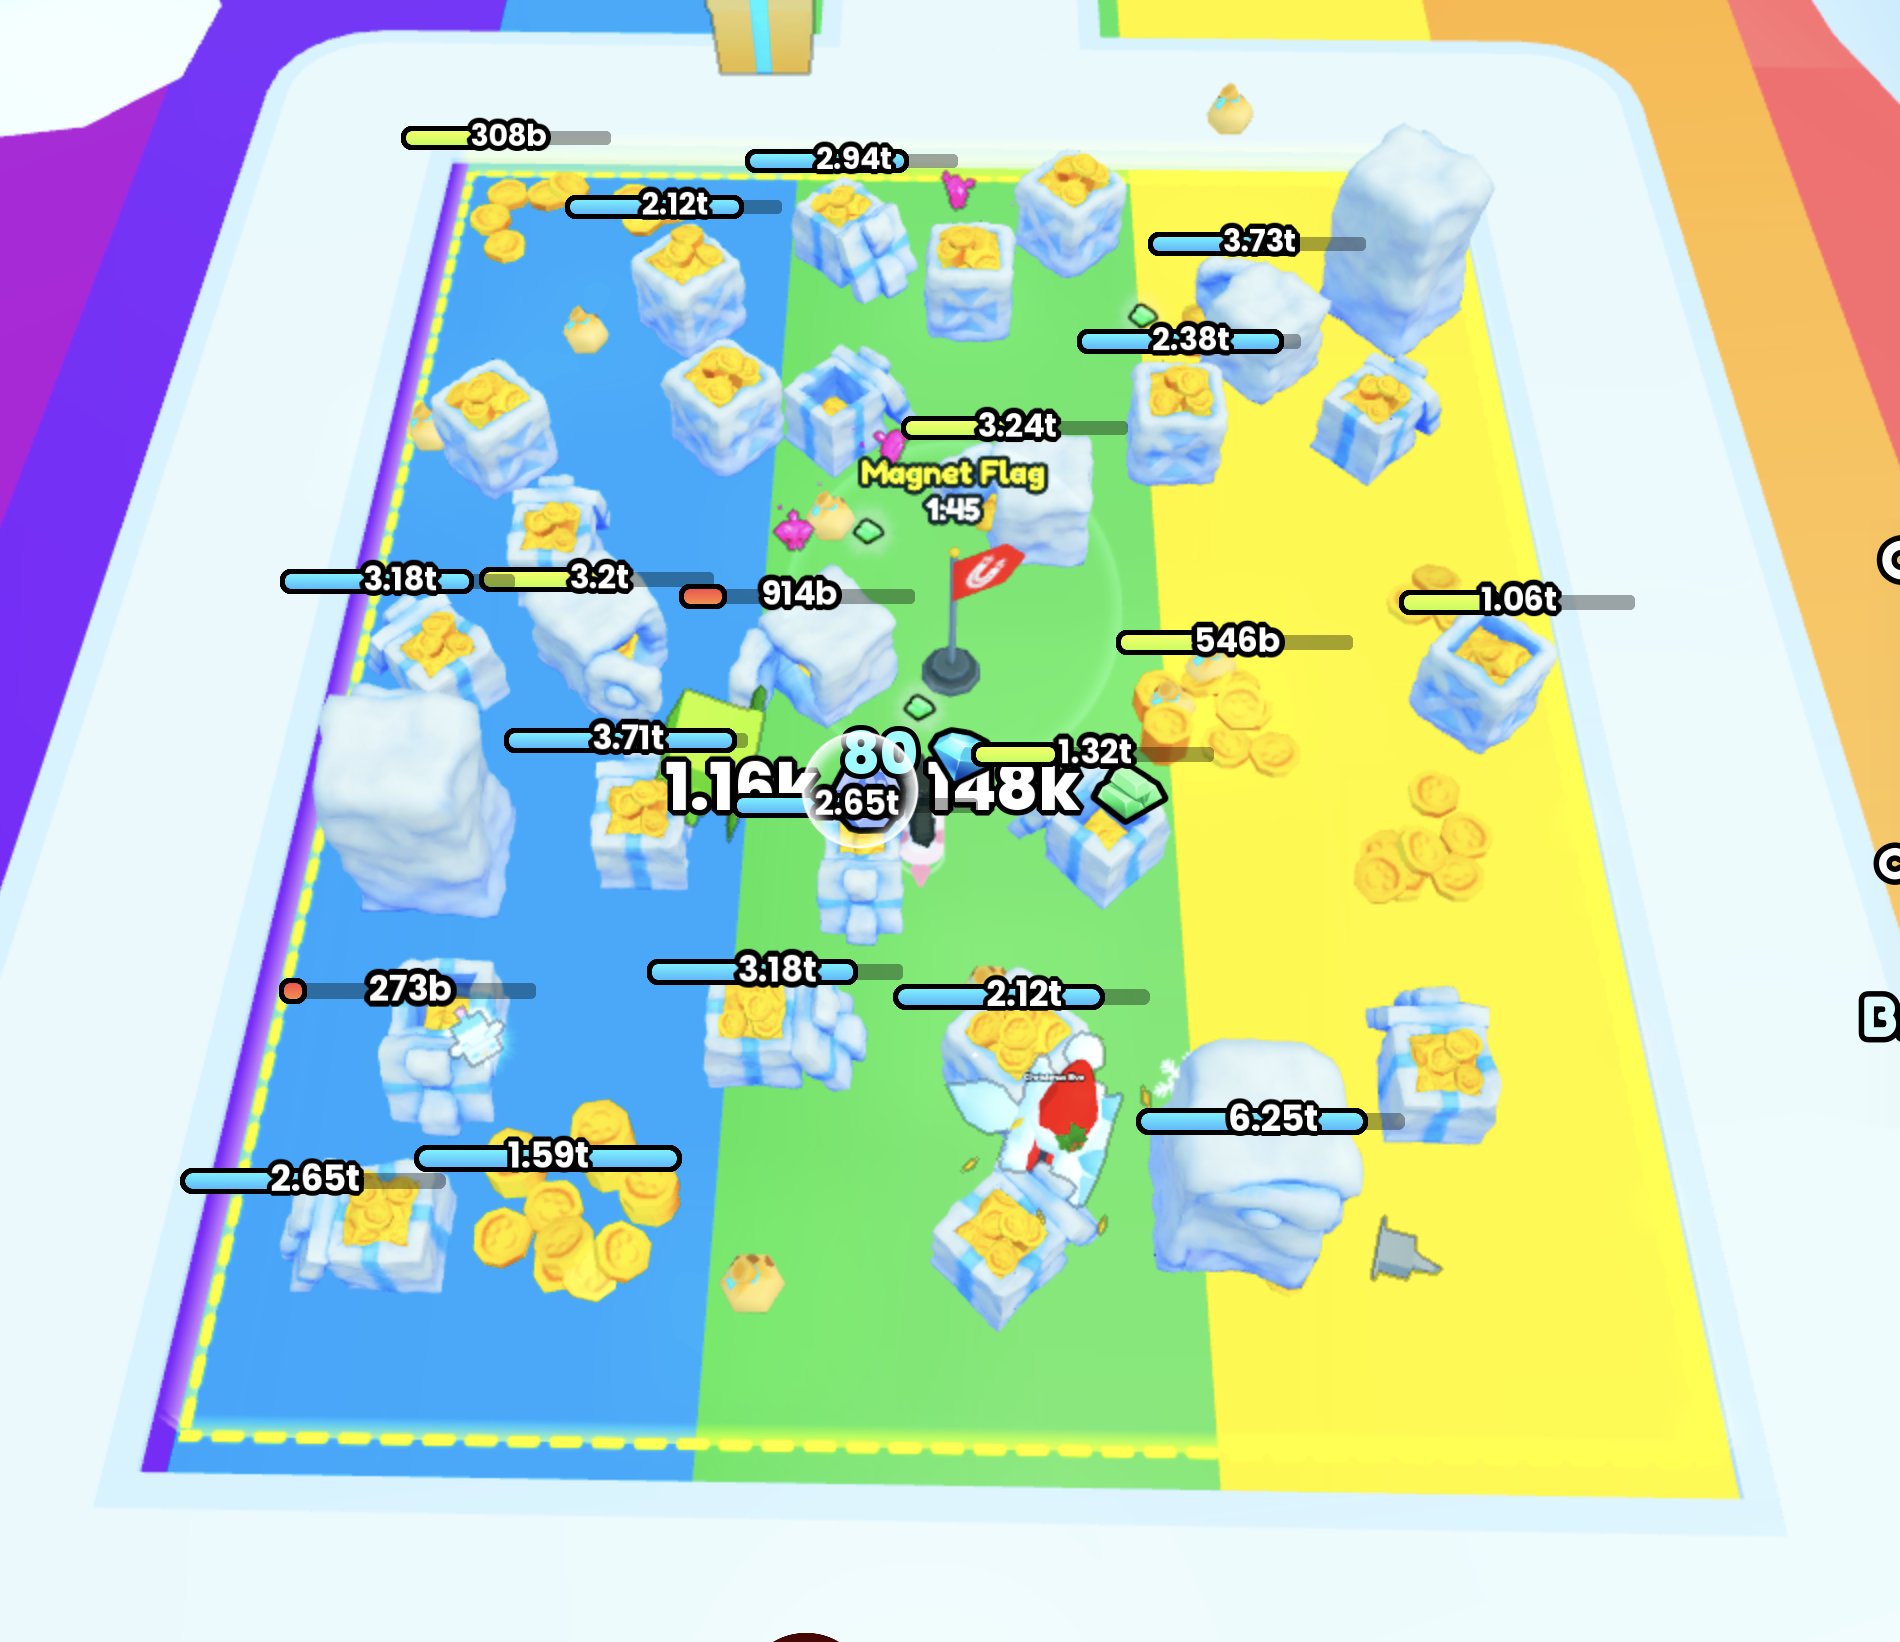 308b
2.94t
2.12t
3.73t
2.38t
3.24t
Magnet Flag
1:45
3.18t
3.2t
914b
1.06t
546b
3.71t
80
1.32t
1.16k
2.65t
148k
273b
3.18t
2.12t
B
6.25t
1.59t
2.65t